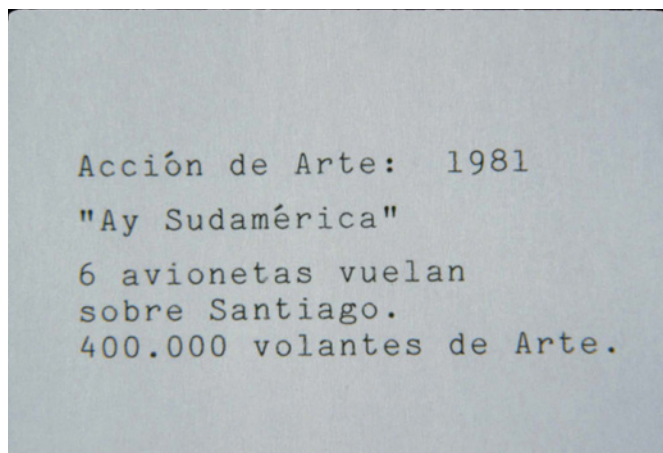 Acción de Arte: 1981
"Ay Sudamérica"
6 avionetas vuelan
sobre Santiago.
400.000 volantes de Arte.